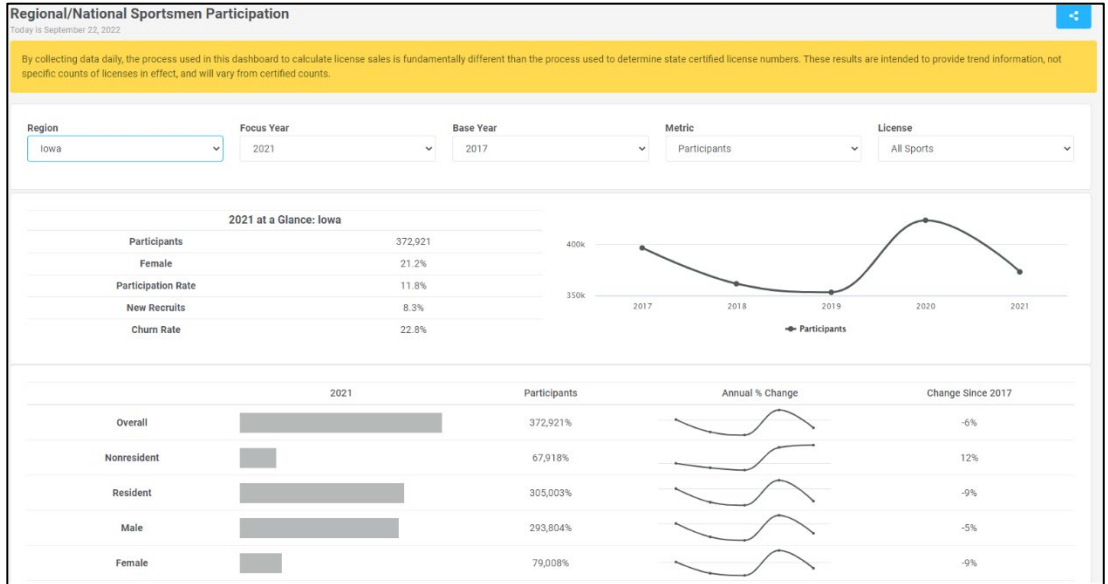 Regional/National Sportsmen Participation
Today is September 22, 2022
By collecting data daily, the process used in this dashboard to calculate license sales is fundamentally different than the process used to determine state certified license numbers. These results are intended to provide trend information, not
specific counts of licenses in effect, and will vary from certified counts.
Region Focus Year Base Year Metric License
Iowa 2021 2017 Participants All Sports
2021 at a Glance: Iowa
Participants 372,921
Female 21.2%
Participation Rate 11.8%
New Recruits 8.3%
Churn Rate 22.8%
400k
350k
2017 2018 2019 2020 2021
Participants
2021 Participants Annual % Change Change Since 2017
Overall 372,921% -6%
Nonresident 67,918% 12%
Resident 305,003% -9%
Male 293,804% -5%
Female 79,008% -9%